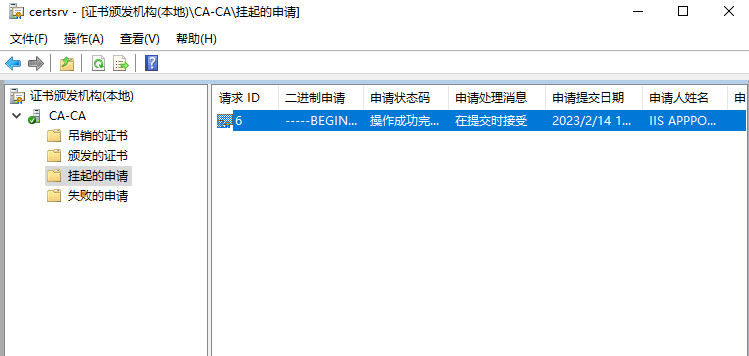 certsrv - [证书颁发机构(本地)\CA-CA\挂起的申请]
文件(F) 操作(A) 查看(V) 帮助(H)
证书颁发机构(本地)
CA-CA
吊销的证书
颁发的证书
挂起的申请
失败的申请
请求 ID 二进制申请 申请状态码 申请处理消息 申请提交日期 申请人姓名 申
6 -----BEGIN... 操作成功完... 在提交时接受 2023/2/14 1... IIS APPPO...